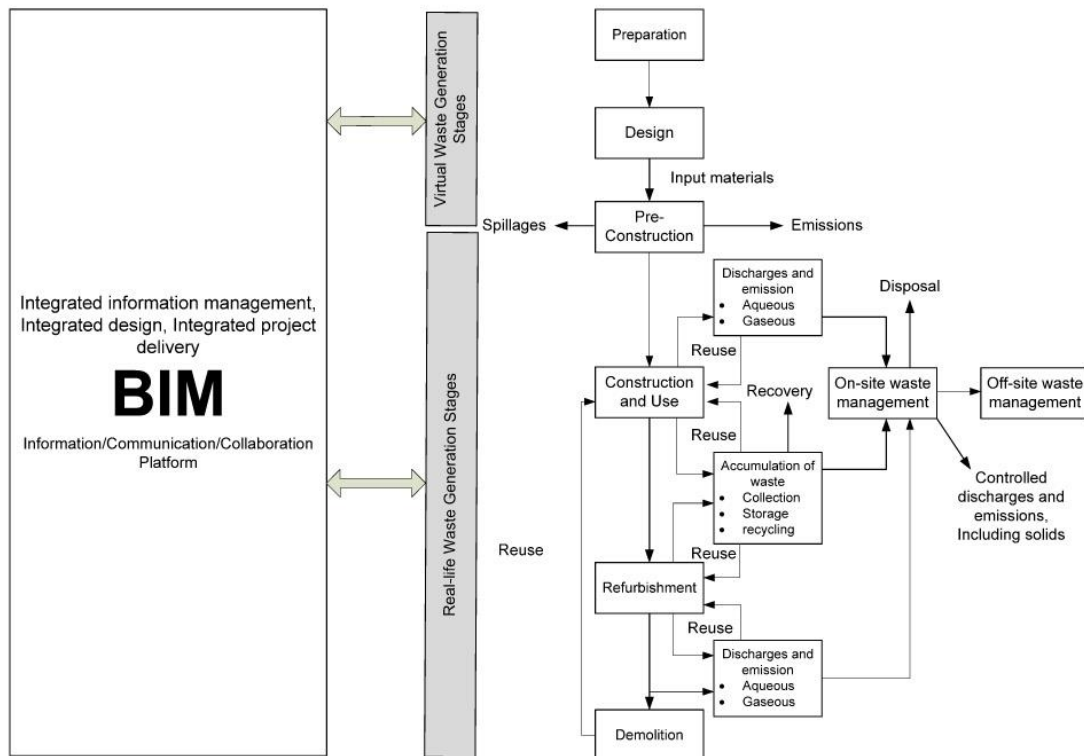 Integrated information management,
Integrated design, Integrated project
delivery
BIM
Information/Communication/Collaboration
Platform
Virtual Waste Generation
Stages
Real-life Waste Generation Stages
Preparation
Design
Input materials
Spillages
Pre-
Construction
Emissions
Discharges and
emission
• Aqueous
• Gaseous
Disposal
Reuse
Construction
and Use
Recovery
On-site waste
management
Off-site waste
management
Reuse
Accumulation of
waste
• Collection
• Storage
• recycling
Controlled
discharges and
emissions,
Including solids
Reuse
Reuse
Refurbishment
Reuse
Discharges and
emission
• Aqueous
• Gaseous
Demolition